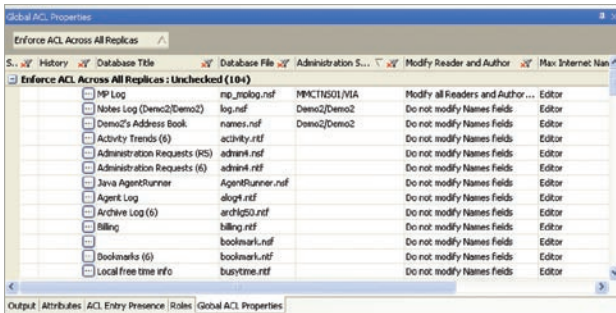 Global ACL Properties
Enforce ACL Across All Replicas
S... History Database Title Database File Administration S... Modify Reader and Author Max Internet Nan
Enforce ACL Across All Replicas : Unchecked (104)
MP Log mp_mplog.nsf MMCTNS01/VIA Modify all Readers and Author... Editor
Notes Log (Demo2/Demo2) log.nsf Demo2/Demo2 Do not modify Names fields Editor
Demo2's Address Book names.nsf Demo2/Demo2 Do not modify Names fields Editor
Activity Trends (6) activity.ntf Do not modify Names fields Editor
Administration Requests (R5) admin4.nsf Do not modify Names fields Editor
Administration Requests (6) admin4.ntf Do not modify Names fields Editor
Java AgentRunner AgentRunner.nsf Do not modify Names fields Editor
Agent Log alog4.ntf Do not modify Names fields Editor
Archive Log (6) archlg50.ntf Do not modify Names fields Editor
Billing billing.ntf Do not modify Names fields Editor
bookmark.nsf Do not modify Names fields Editor
Bookmarks (6) bookmark.ntf Do not modify Names fields Editor
Local free time info busytime.ntf Do not modify Names fields Editor
Output Attributes ACL Entry Presence Roles Global ACL Properties